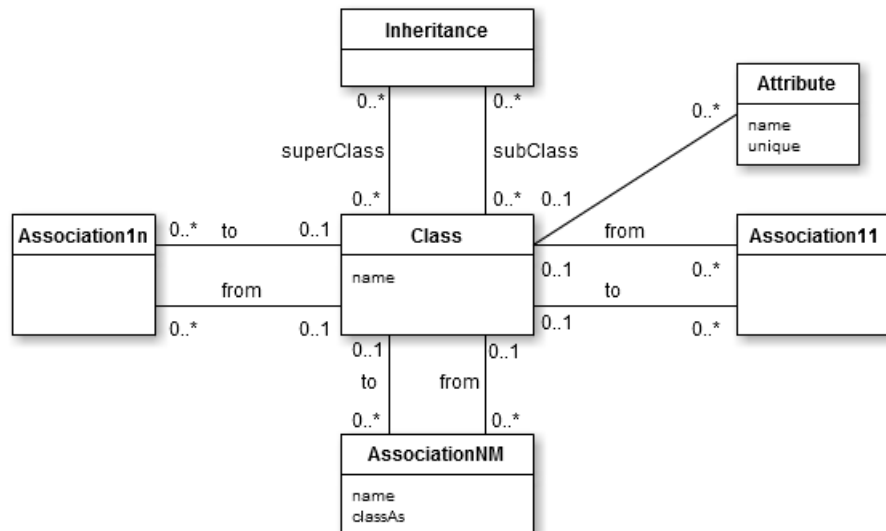 Inheritance
0..*
0..*
superClass
subClass
0..*
0..*
Attribute
name
unique
0..*
0..1
Association1n
0..*
to
0..1
from
0..*
0..1
Class
name
from
0..1
0..*
to
0..1
0..*
Association11
0..1
0..1
to
from
0..*
0..*
AssociationNM
name
classAs